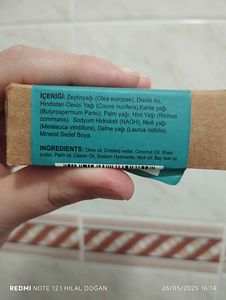 İÇERİĞİ: Zeytinyağı (Olea europae), Distile su,
Hindistan Cevizi Yağı (Cocos nucifera),Karite yağı
(Butyrospermum Parkii), Palm yağı, Hint Yağı (Ricinus
communis), Sodyum Hidroksit (NAOH), Nioli yağı
(Melaleuca viridiflora), Defne yağı (Laurus nobilis),
Mineral Sedef Boya.
INGREDIENTS: Olive oil, Distilled water, Coconut Oil, Shea
butter, Palm oil, Castor Oil, Sodium Hydroxide, Nioli oil, Bay leaf oil,
REDMI NOTE 12 | HILAL DOĞAN
26/05/2025 16:14